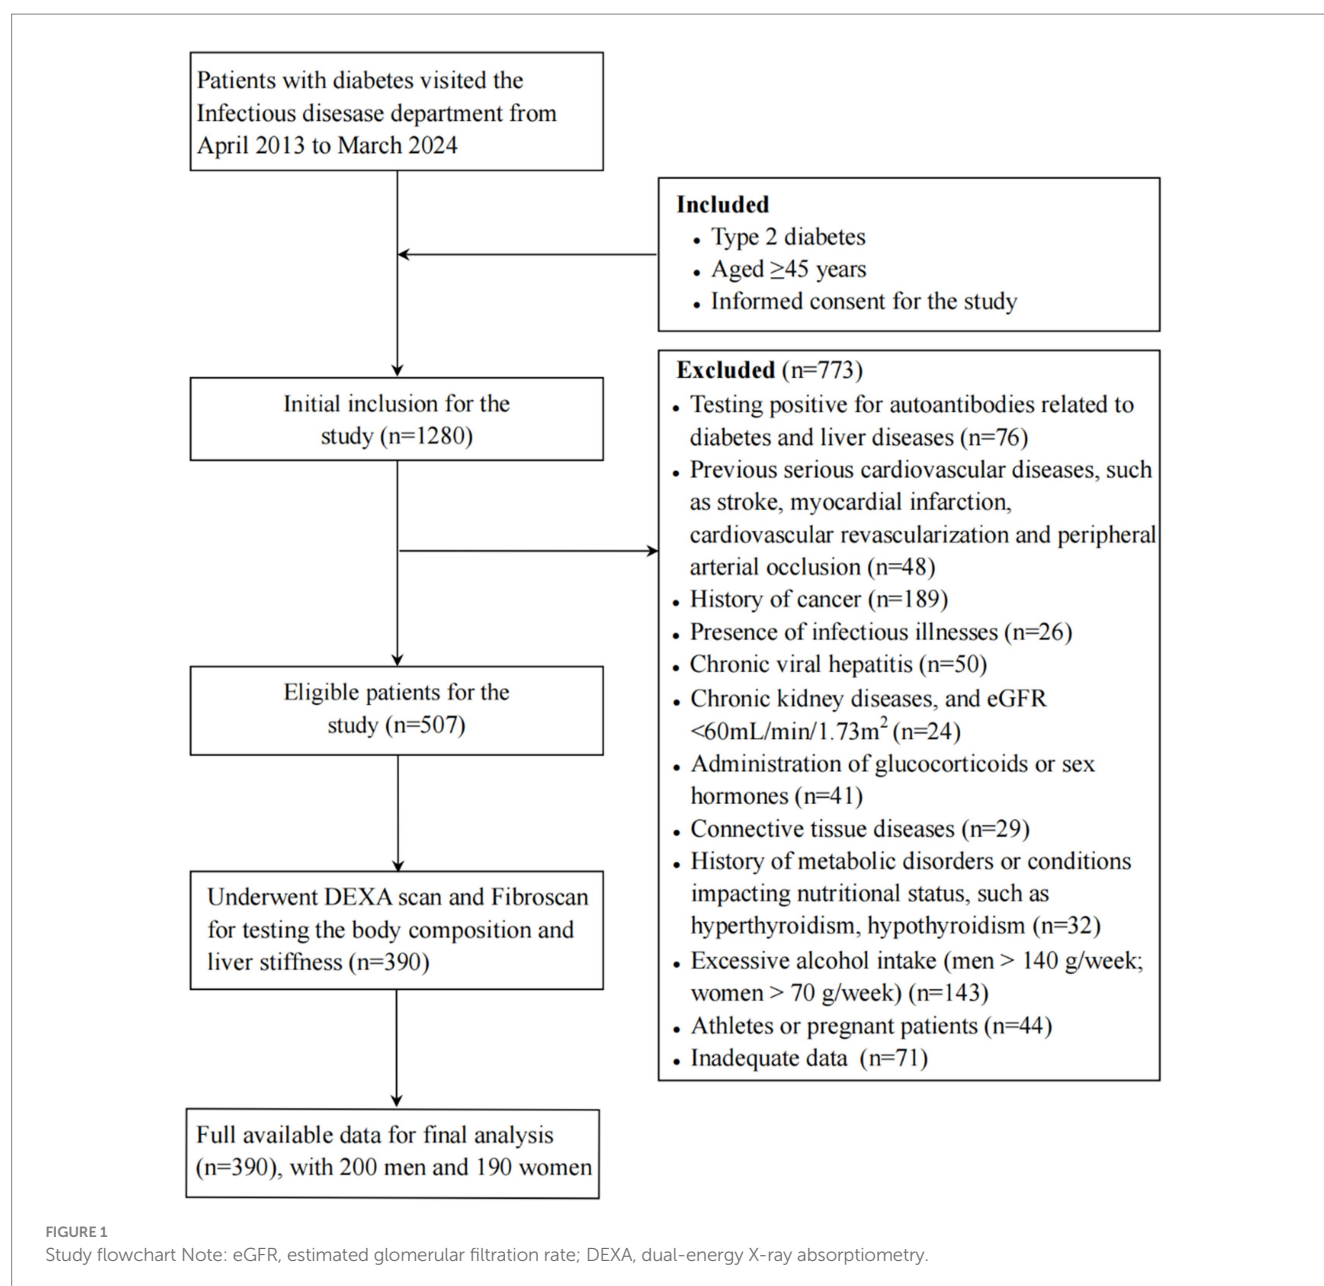 Patients with diabetes visited the
Infectious disesase department from
April 2013 to March 2024
Included
• Type 2 diabetes
• Aged ≥45 years
• Informed consent for the study
Initial inclusion for the
study (n=1280)
Excluded (n=773)
• Testing positive for autoantibodies related to
diabetes and liver diseases (n=76)
• Previous serious cardiovascular diseases, such
as stroke, myocardial infarction,
cardiovascular revascularization and peripheral
arterial occlusion (n=48)
• History of cancer (n=189)
• Presence of infectious illnesses (n=26)
• Chronic viral hepatitis (n=50)
• Chronic kidney diseases, and eGFR
<60mL/min/1.73m² (n=24)
• Administration of glucocorticoids or sex
hormones (n=41)
• Connective tissue diseases (n=29)
• History of metabolic disorders or conditions
impacting nutritional status, such as
hyperthyroidism, hypothyroidism (n=32)
• Excessive alcohol intake (men > 140 g/week;
women > 70 g/week) (n=143)
• Athletes or pregnant patients (n=44)
• Inadequate data (n=71)
Eligible patients for the
study (n=507)
Underwent DEXA scan and Fibroscan
for testing the body composition and
liver stiffness (n=390)
Full available data for final analysis
(n=390), with 200 men and 190 women
FIGURE 1
Study flowchart Note: eGFR, estimated glomerular filtration rate; DEXA, dual-energy X-ray absorptiometry.